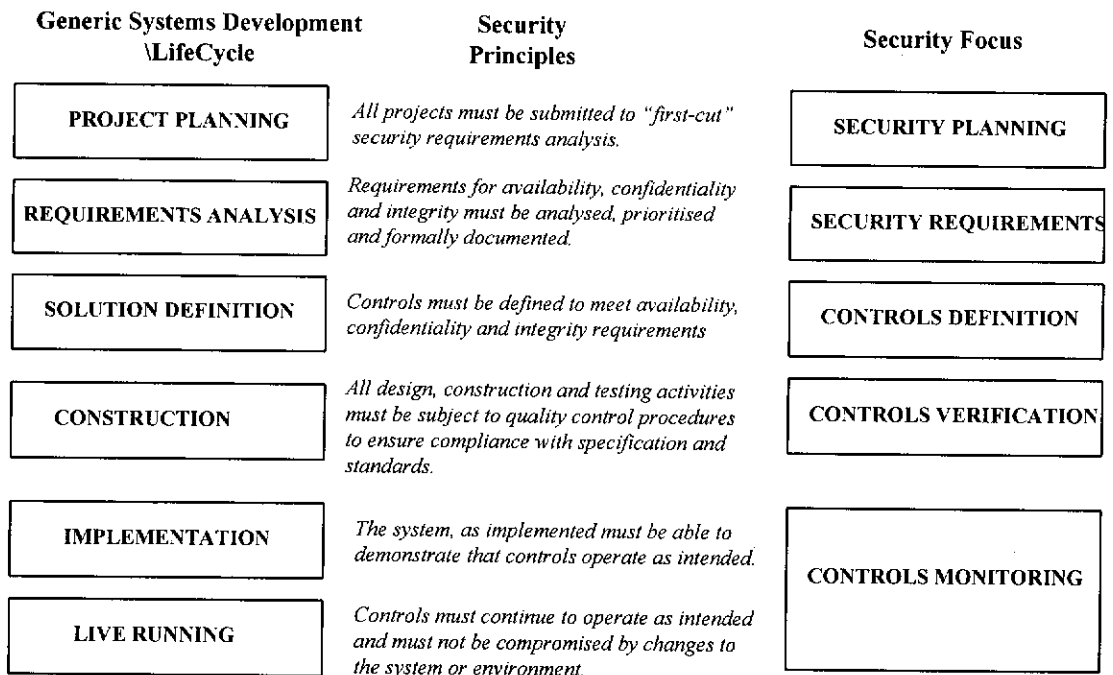 Generic Systems Development
\LifeCycle
Security
Principles
Security Focus
PROJECT PLANNING
All projects must be submitted to “first-cut”
security requirements analysis.
SECURITY PLANNING
REQUIREMENTS ANALYSIS
Requirements for availability, confidentiality
and integrity must be analysed, prioritised
and formally documented.
SECURITY REQUIREMENTS
SOLUTION DEFINITION
Controls must be defined to meet availability,
confidentiality and integrity requirements
CONTROLS DEFINITION
CONSTRUCTION
All design, construction and testing activities
must be subject to quality control procedures
to ensure compliance with specification and
standards.
CONTROLS VERIFICATION
IMPLEMENTATION
The system, as implemented must be able to
demonstrate that controls operate as intended.
CONTROLS MONITORING
LIVE RUNNING
Controls must continue to operate as intended
and must not be compromised by changes to
the system or environment.